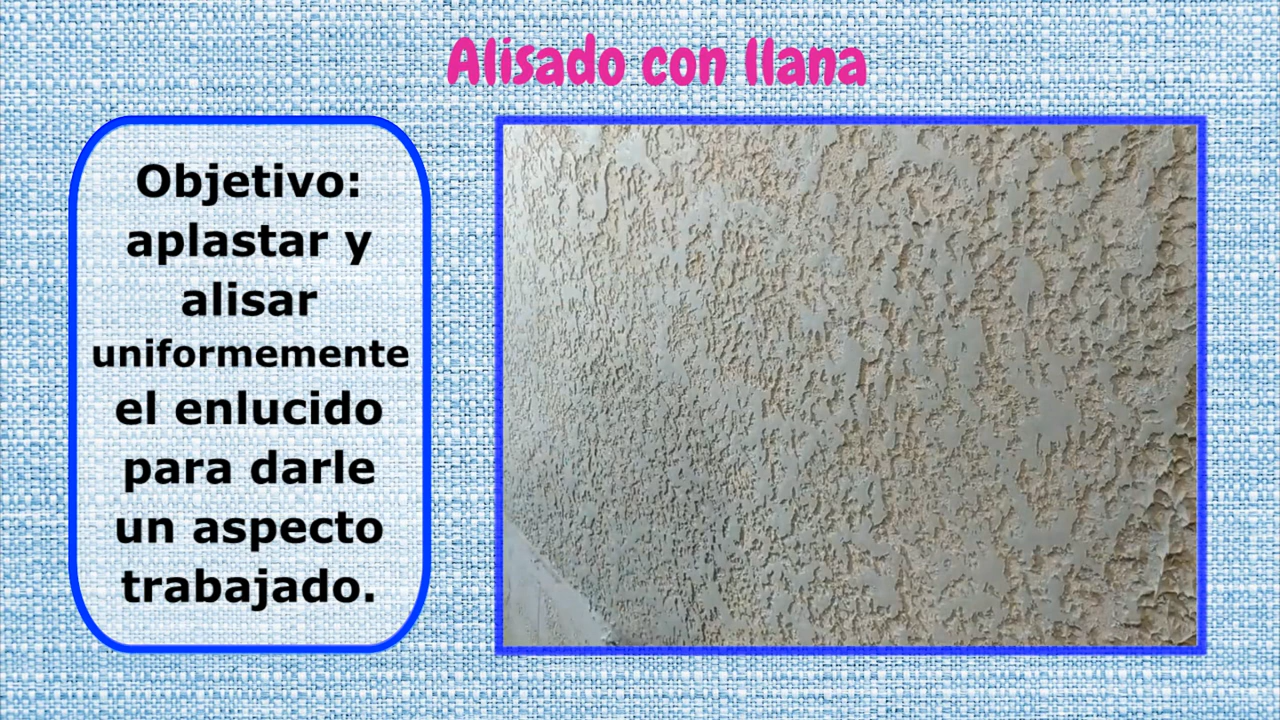 Alisado con llana
Objetivo:
aplastar y
alisar
uniformemente
el enlucido
para darle
un aspecto
trabajado.